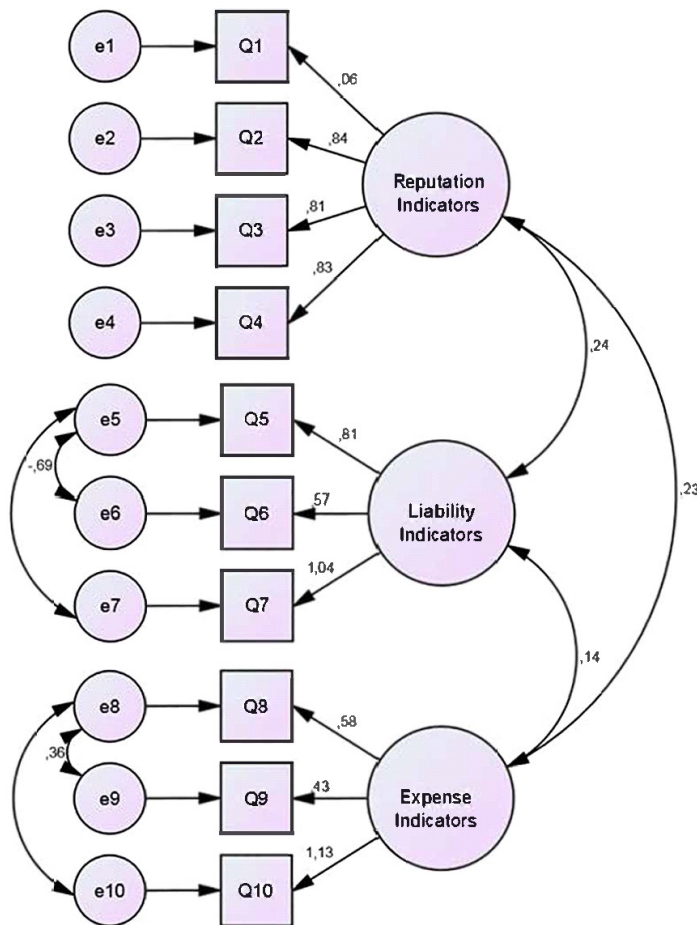 e1
Q1
,06
e2
Q2
,84
Reputation
Indicators
e3
Q3
,81
e4
Q4
,83
,24
e5
Q5
,81
-,69
e6
Q6
,57
Liability
Indicators
,23
e7
Q7
1,04
,14
e8
Q8
,58
,36
e9
Q9
,43
Expense
Indicators
e10
Q10
1,13